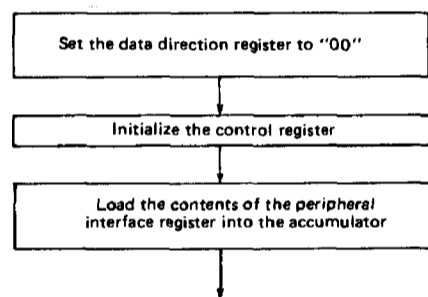 Set the data direction register to "00"
Initialize the control register
Load the contents of the peripheral
interface register into the accumulator